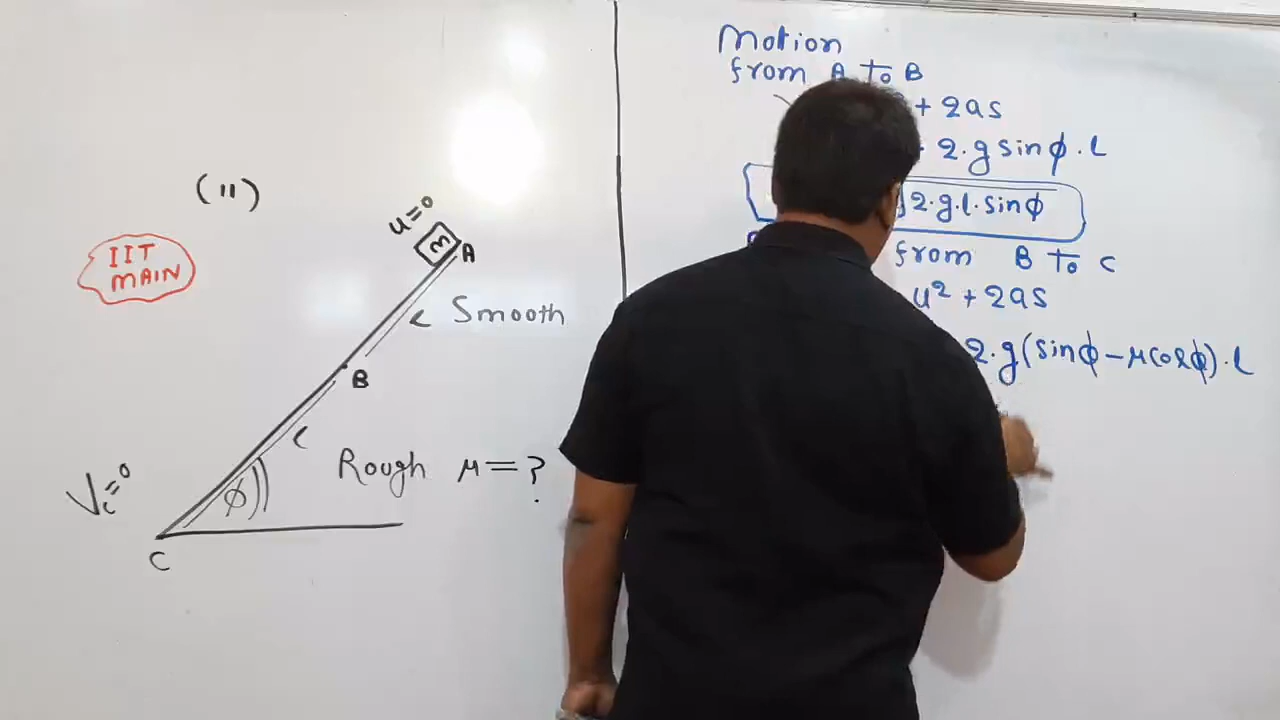 (11)
IIT
MAIN
u=0
m
A
l Smooth
B
l
Rough μ=?
φ
Vc=0
C
Motion
from A To B
+ 2as
2.g sinφ.l
2.g.l.sinφ
from B To C
u² + 2as
2.g(sinφ-μcosφ).l